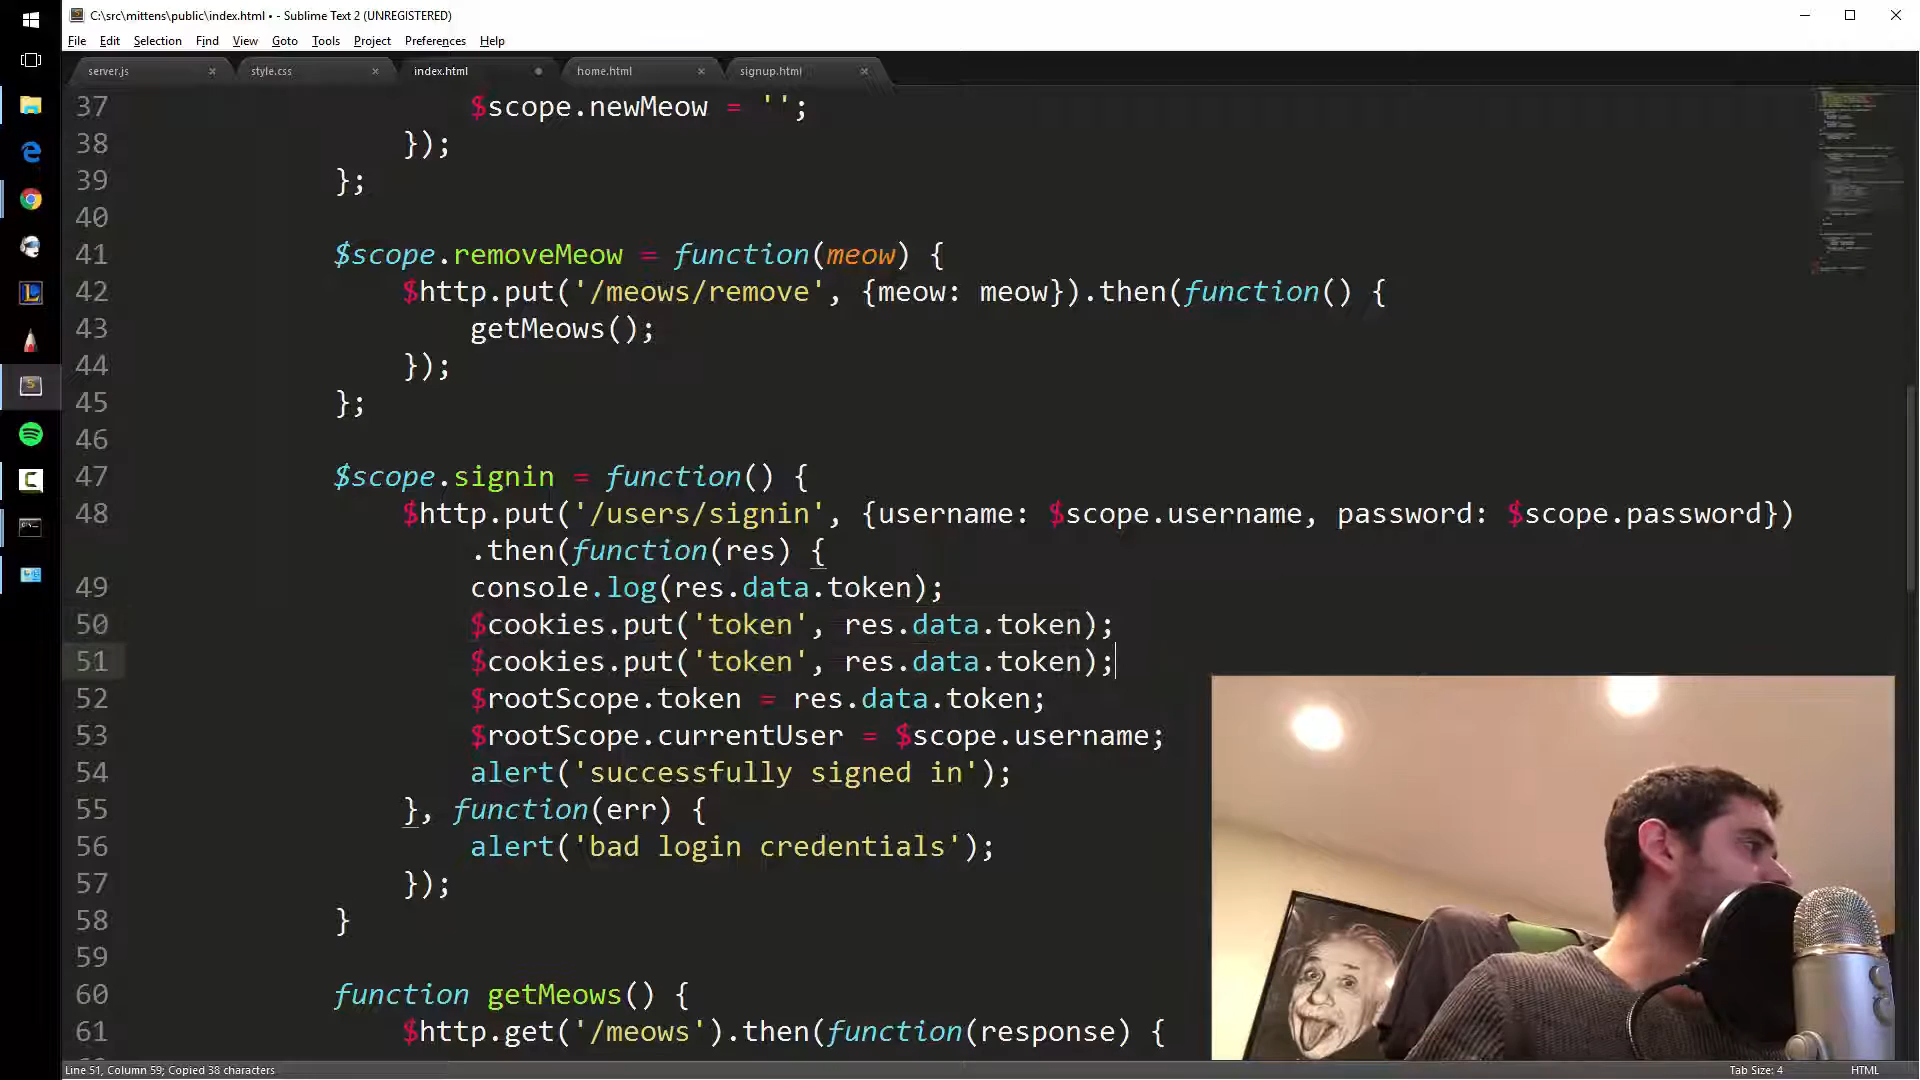 C:\src\mittens\public\index.html • - Sublime Text 2 (UNREGISTERED)
File Edit Selection Find View Goto Tools Project Preferences Help
server.js × style.css × index.html home.html × signup.html ×
37 $scope.newMeow = '';
38 });
39 };
40
41 $scope.removeMeow = function(meow) {
42 $http.put('/meows/remove', {meow: meow}).then(function() {
43 getMeows();
44 });
45 };
46
47 $scope.signin = function() {
48 $http.put('/users/signin', {username: $scope.username, password: $scope.password})
.then(function(res) {
49 console.log(res.data.token);
50 $cookies.put('token', res.data.token);
51 $cookies.put('token', res.data.token);
52 $rootScope.token = res.data.token;
53 $rootScope.currentUser = $scope.username;
54 alert('successfully signed in');
55 }, function(err) {
56 alert('bad login credentials');
57 });
58 }
59
60 function getMeows() {
61 $http.get('/meows').then(function(response) {
Line 51, Column 59; Copied 38 characters Tab Size: 4 HTML